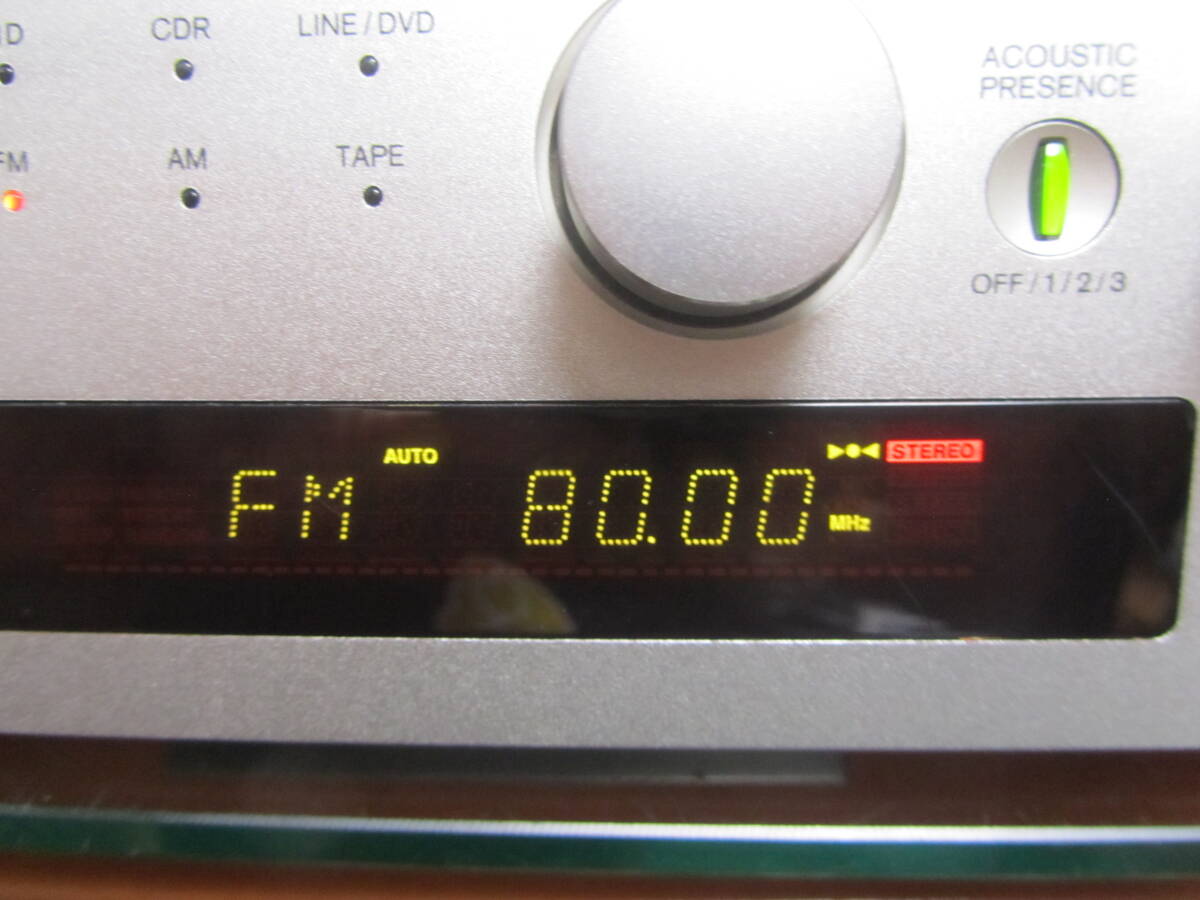 CDR LINE/DVD
ACOUSTIC
PRESENCE
FM AM TAPE
OFF/1/2/3
AUTO STEREO
FM 80.00 MHz